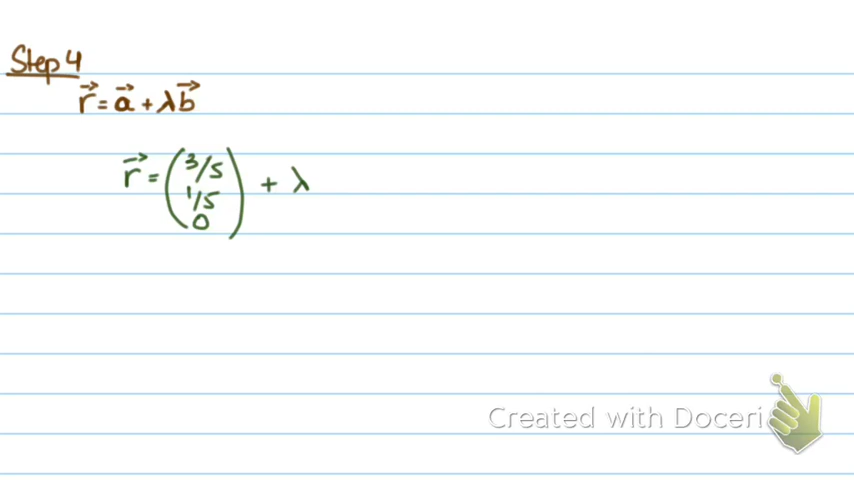 Step 4
r⃗ = a⃗ + λb⃗
r⃗ = (3/5
1/5
0) + λ
Created with Doceri